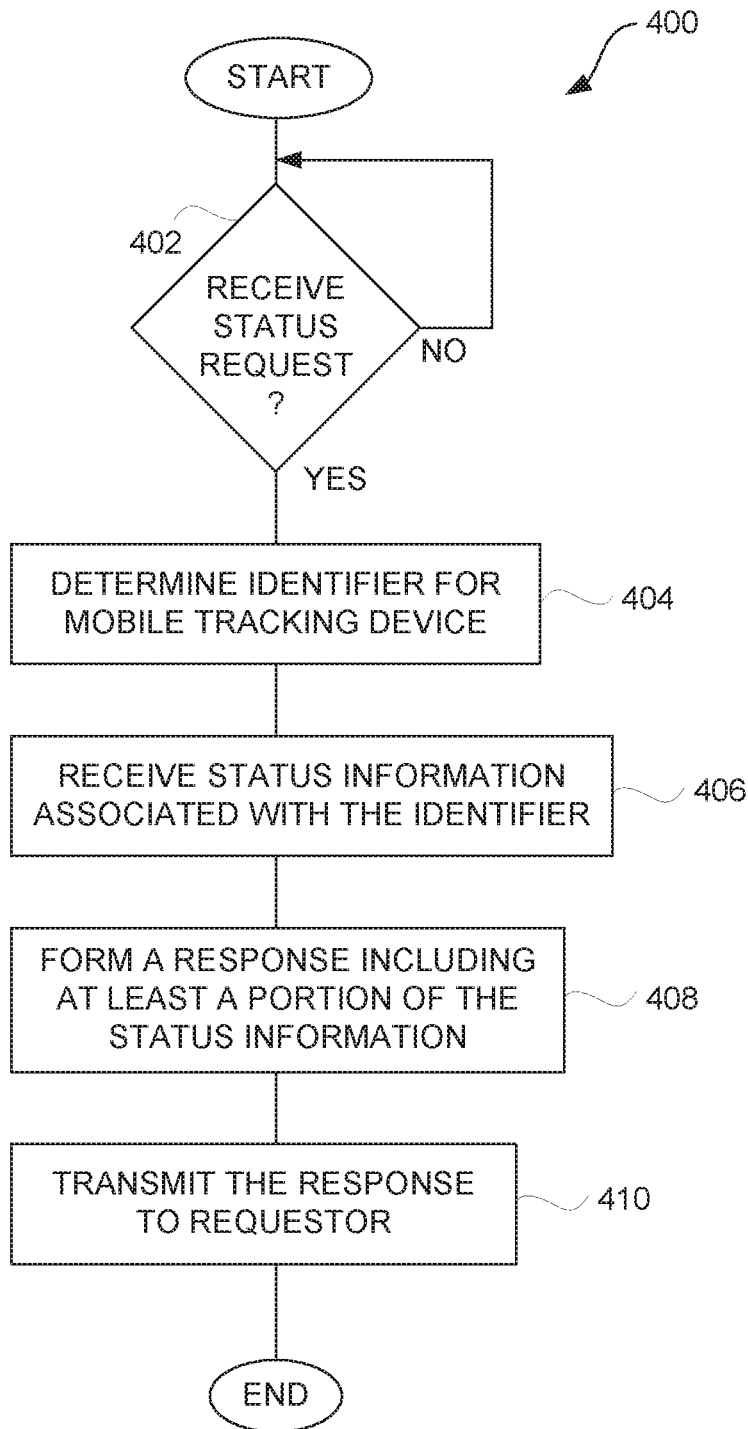 400
START
402
RECEIVE
STATUS
REQUEST
?
NO
YES
DETERMINE IDENTIFIER FOR
MOBILE TRACKING DEVICE
404
RECEIVE STATUS INFORMATION
ASSOCIATED WITH THE IDENTIFIER
406
FORM A RESPONSE INCLUDING
AT LEAST A PORTION OF THE
STATUS INFORMATION
408
TRANSMIT THE RESPONSE
TO REQUESTOR
410
END